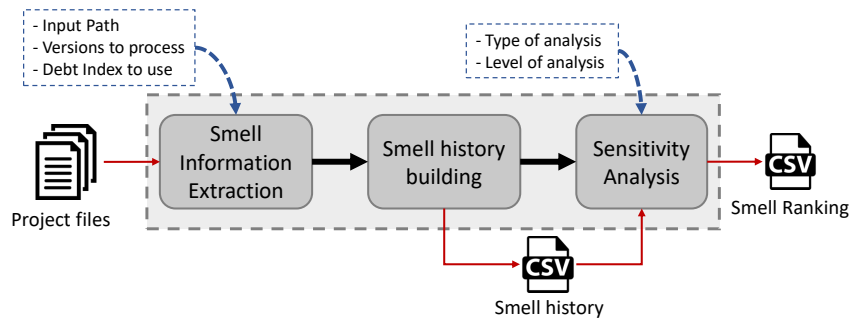 - Input Path
- Versions to process
- Debt Index to use
- Type of analysis
- Level of analysis
Smell
Information
Extraction
Smell history
building
Sensitivity
Analysis
Project files
CSV
Smell Ranking
CSV
Smell history